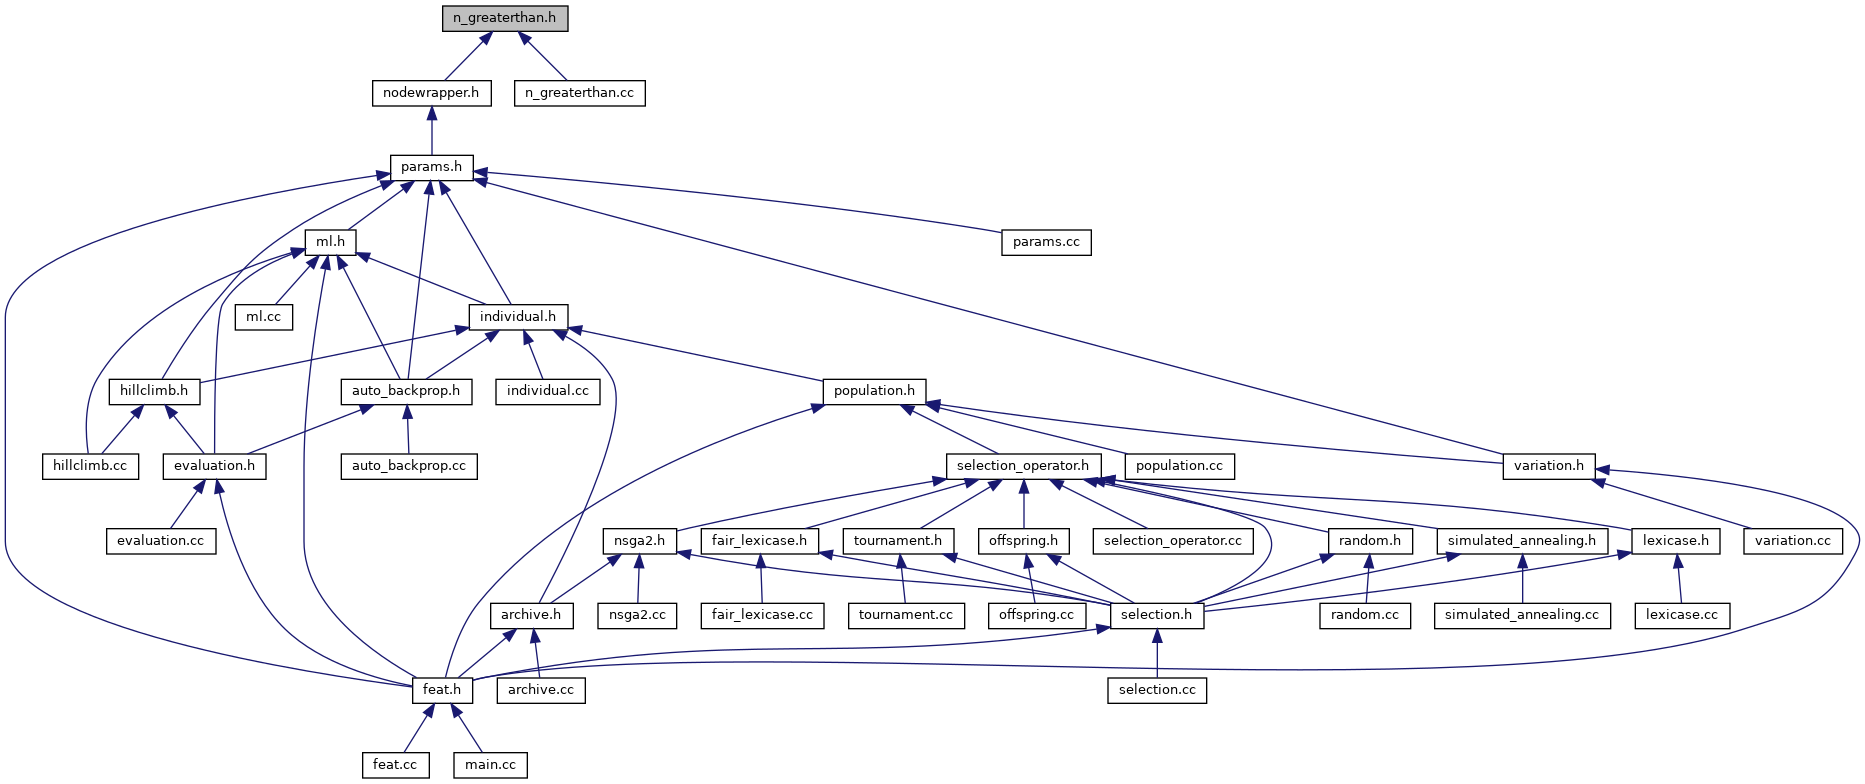 n_greaterthan.h
nodewrapper.h
n_greaterthan.cc
params.h
ml.h
params.cc
ml.cc
individual.h
hillclimb.h
auto_backprop.h
individual.cc
population.h
hillclimb.cc
evaluation.h
auto_backprop.cc
selection_operator.h
population.cc
variation.h
evaluation.cc
nsga2.h
fair_lexicase.h
tournament.h
offspring.h
selection_operator.cc
random.h
simulated_annealing.h
lexicase.h
variation.cc
archive.h
nsga2.cc
fair_lexicase.cc
tournament.cc
offspring.cc
selection.h
random.cc
simulated_annealing.cc
lexicase.cc
feat.h
archive.cc
selection.cc
feat.cc
main.cc